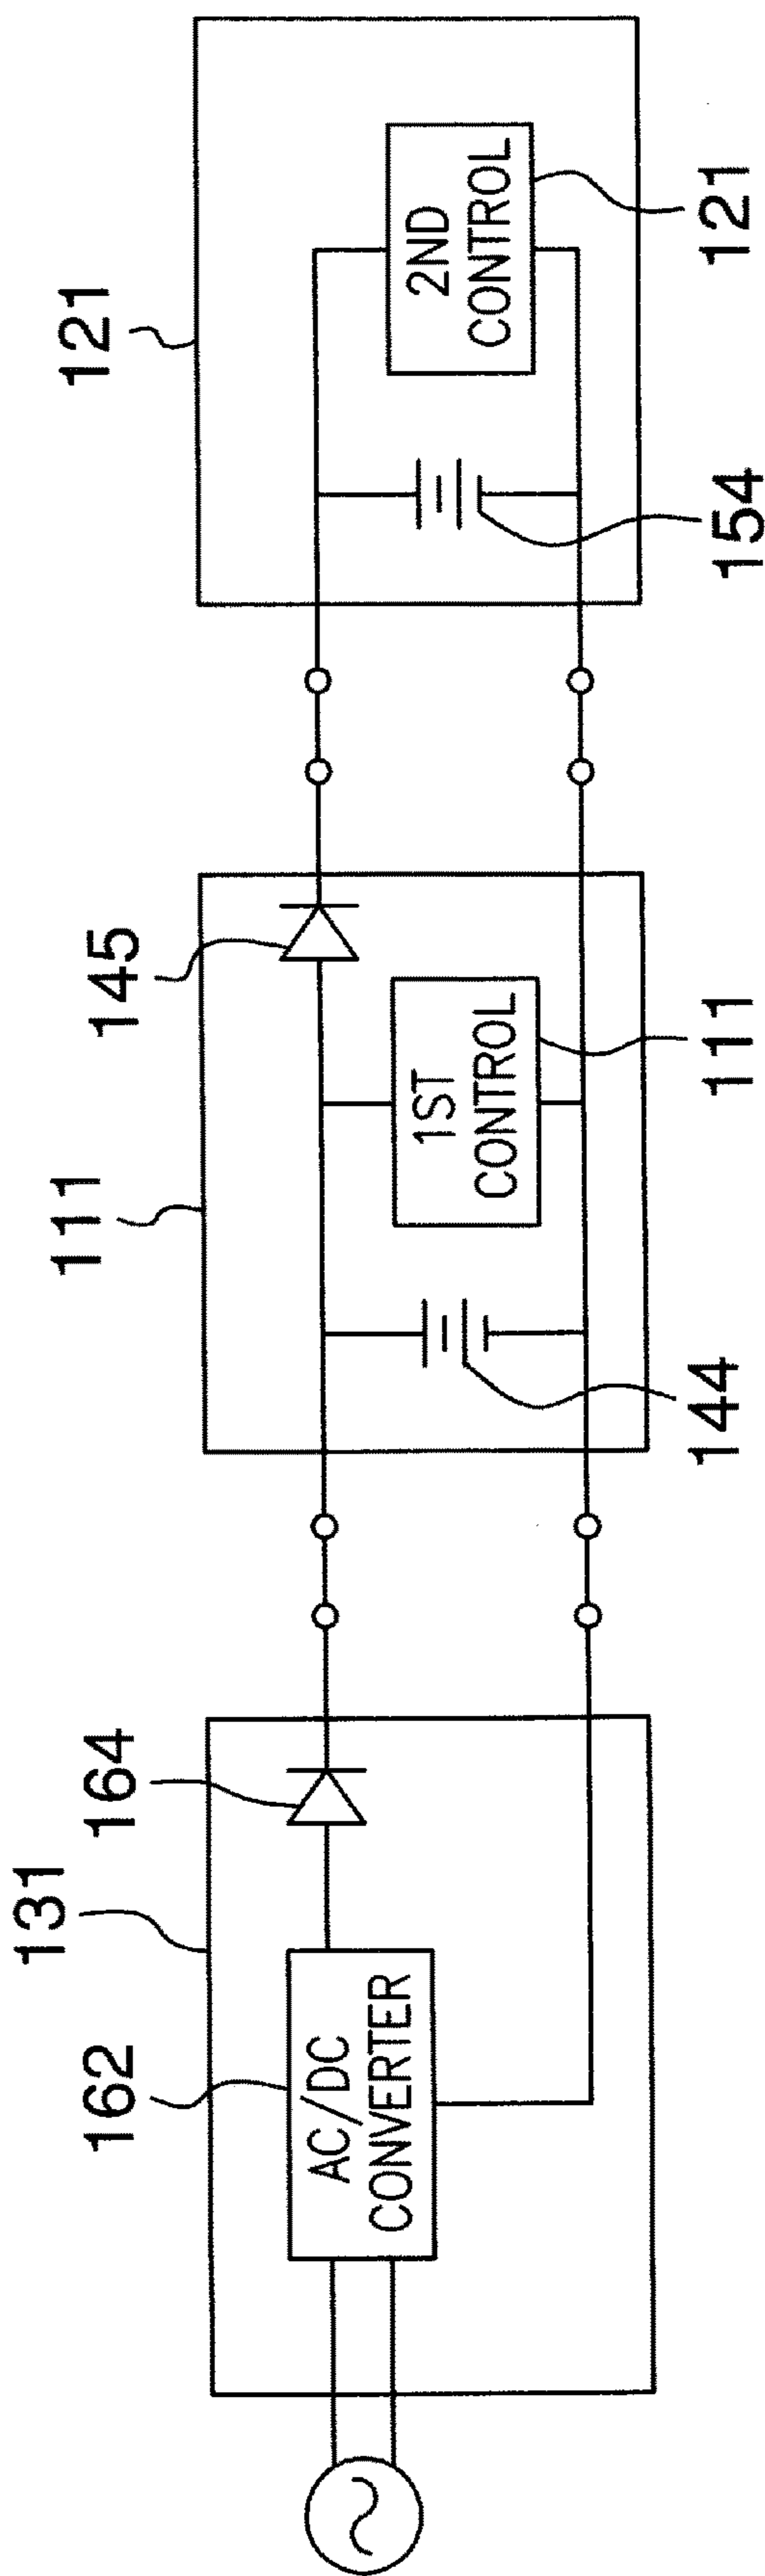 131
162
164
AC/DC
CONVERTER
111
145
144
1ST
CONTROL
111
121
154
2ND
CONTROL
121